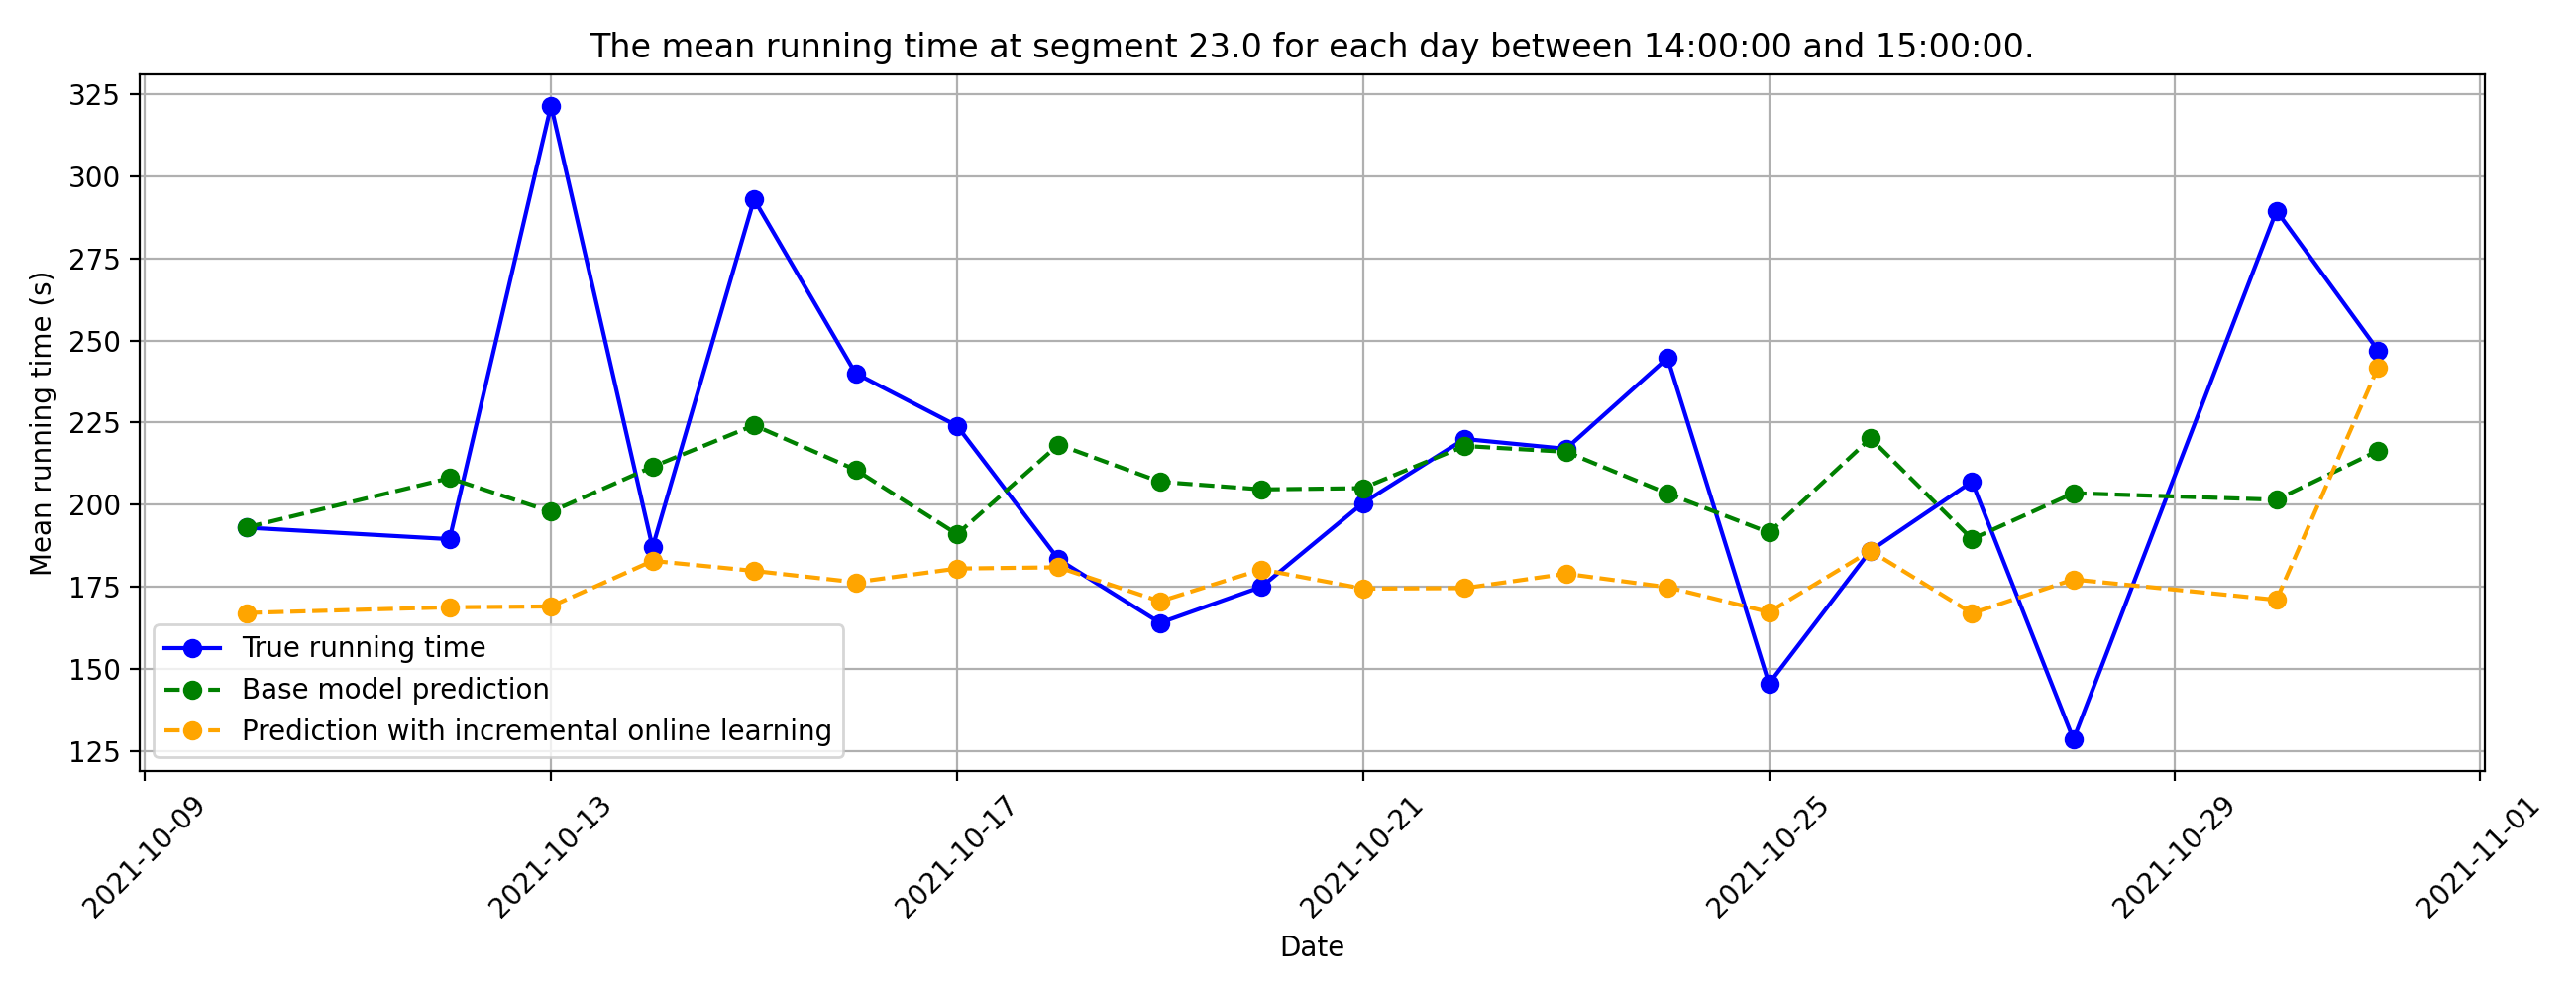 The mean running time at segment 23.0 for each day between 14:00:00 and 15:00:00.
Mean running time (s)
325
300
275
250
225
200
175
150
125
True running time
Base model prediction
Prediction with incremental online learning
2021-10-09
2021-10-13
2021-10-17
2021-10-21
2021-10-25
2021-10-29
2021-11-01
Date